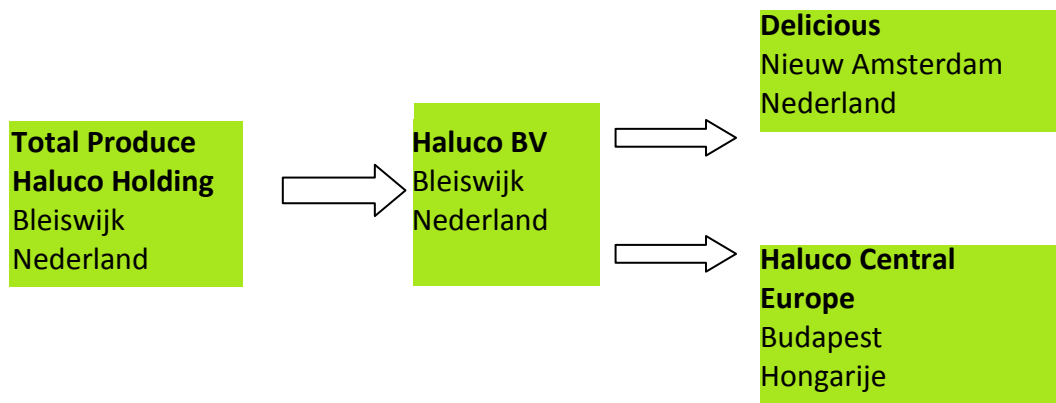 Total Produce
Haluco Holding
Bleiswijk
Nederland
Haluco BV
Bleiswijk
Nederland
Delicious
Nieuw Amsterdam
Nederland
Haluco Central
Europe
Budapest
Hongarije